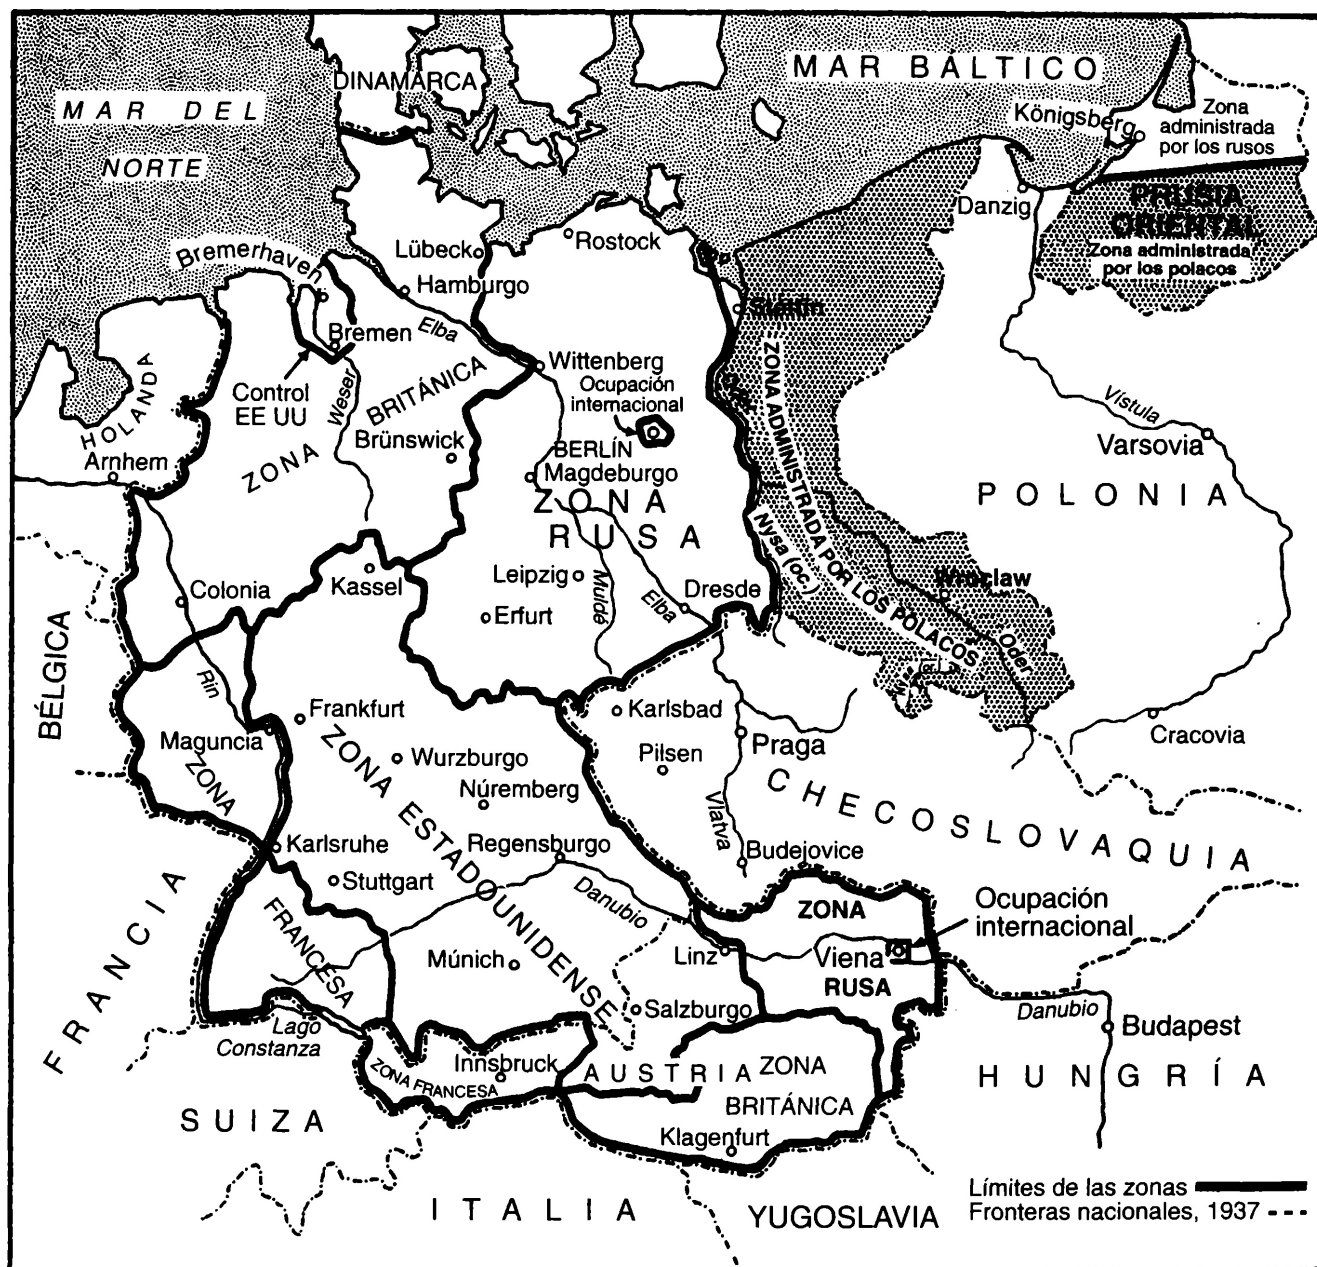 MAR DEL
NORTE
DINAMARCA
MAR BÁLTICO
Königsberg
Zona
administrada
por los rusos
PRUSIA
ORIENTAL
Zona administrada
por los polacos
Danzig
Lübeck
Rostock
Bremerhaven
Hamburgo
Elba
Bremen
Stettin
Wittenberg
Ocupación
internacional
BERLÍN
Control
EE UU
Weser
ZONA
BRITÁNICA
Brünswick
HOLANDA
Arnhem
Magdeburgo
ZONA
RUSA
Oder
ZONA ADMINISTRADA POR LOS POLACOS
Nysa (oc.)
Vístula
Varsovia
POLONIA
Wroclaw
Oder
Colonia
Kassel
Leipzig
Erfurt
Mulde
Elba
Dresde
BÉLGICA
Rin
Maguncia
ZONA
Frankfurt
Wurzburgo
Núremberg
ZONA ESTADOUNIDENSE
Karlsbad
Pilsen
Praga
Vlatva
Budejovice
Cracovia
CHECOSLOVAQUIA
Karlsruhe
Stuttgart
Regensburgo
Danubio
FRANCESA
FRANCIA
Múnich
Linz
Salzburgo
ZONA
RUSA
Viena
Ocupación
internacional
Danubio
Budapest
HUNGRÍA
Lago
Constanza
Innsbruck
ZONA FRANCESA
AUSTRIA
ZONA
BRITÁNICA
Klagenfurt
SUIZA
ITALIA
YUGOSLAVIA
Límites de las zonas
Fronteras nacionales, 1937